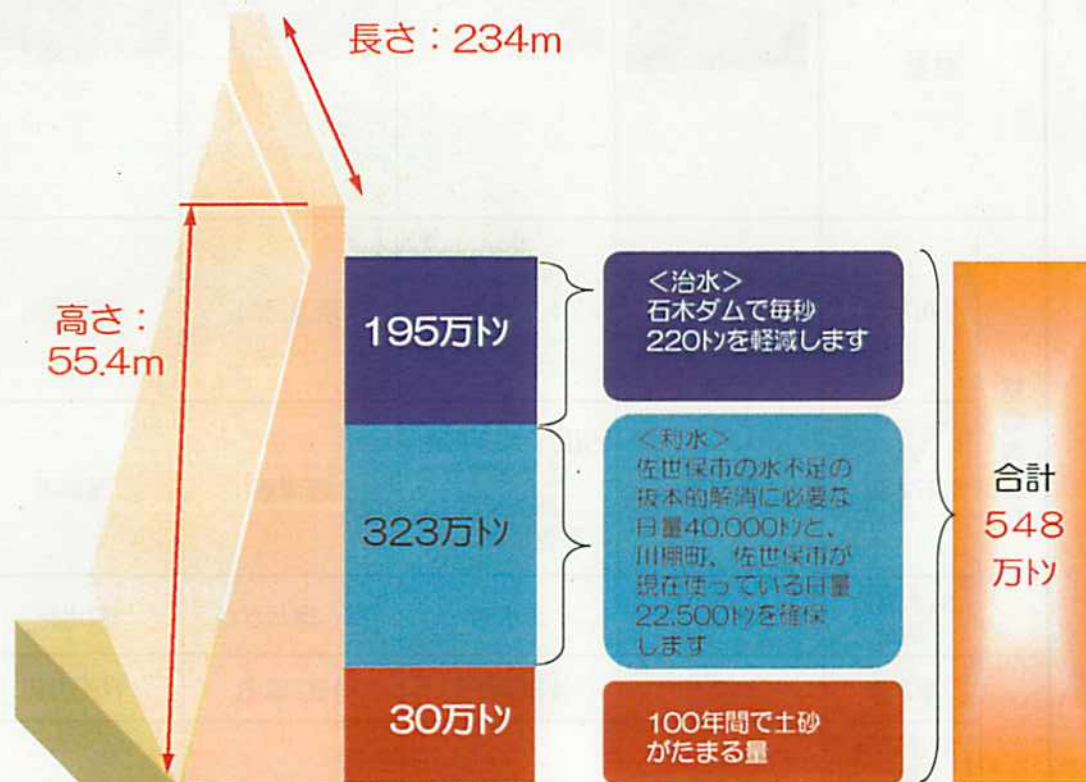 長さ：234m
高さ：
55.4m
195万トン
<治水>
石木ダムで毎秒
220トンを軽減します
323万トン
<利水>
佐世保市の水不足の
抜本的解消に必要な
日量40,000トンと、
川棚町、佐世保市が
現在使っている日量
22,500トンを確保
します
30万トン
100年間で土砂
がたまる量
合計
548
万トン